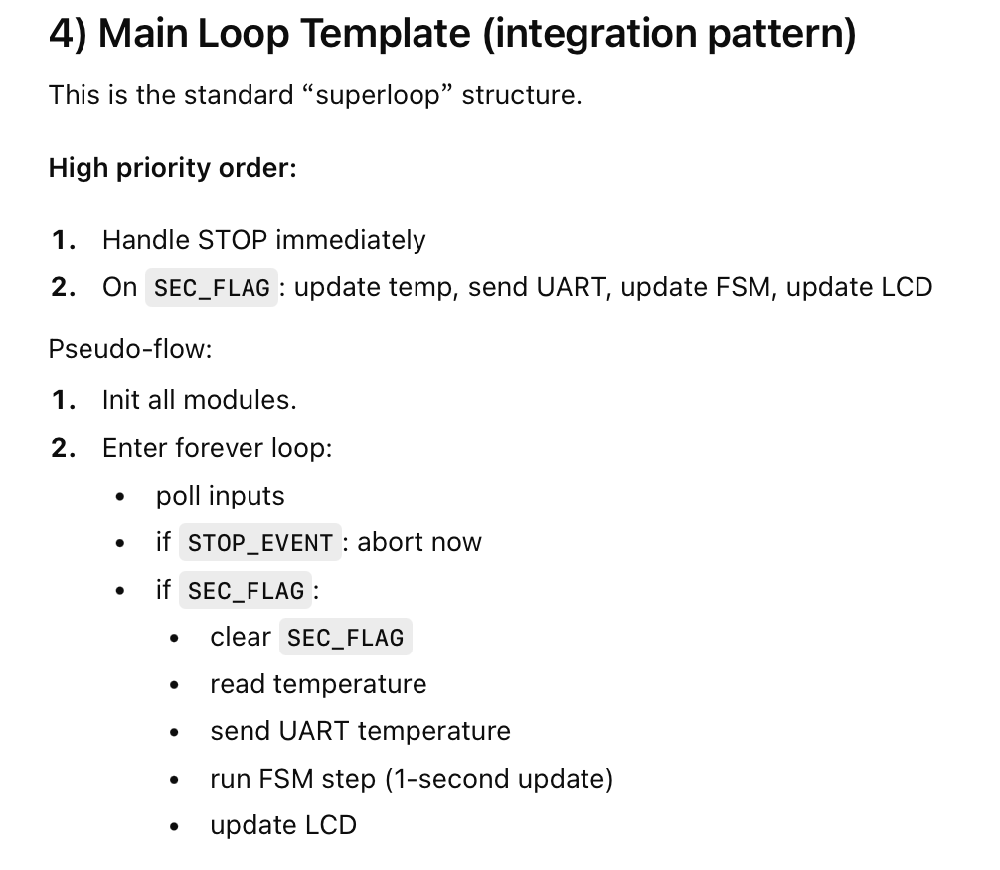 4) Main Loop Template (integration pattern)
This is the standard “superloop” structure.
High priority order:
1. Handle STOP immediately
2. On SEC_FLAG: update temp, send UART, update FSM, update LCD
Pseudo-flow:
1. Init all modules.
2. Enter forever loop:
• poll inputs
• if STOP_EVENT: abort now
• if SEC_FLAG:
• clear SEC_FLAG
• read temperature
• send UART temperature
• run FSM step (1-second update)
• update LCD